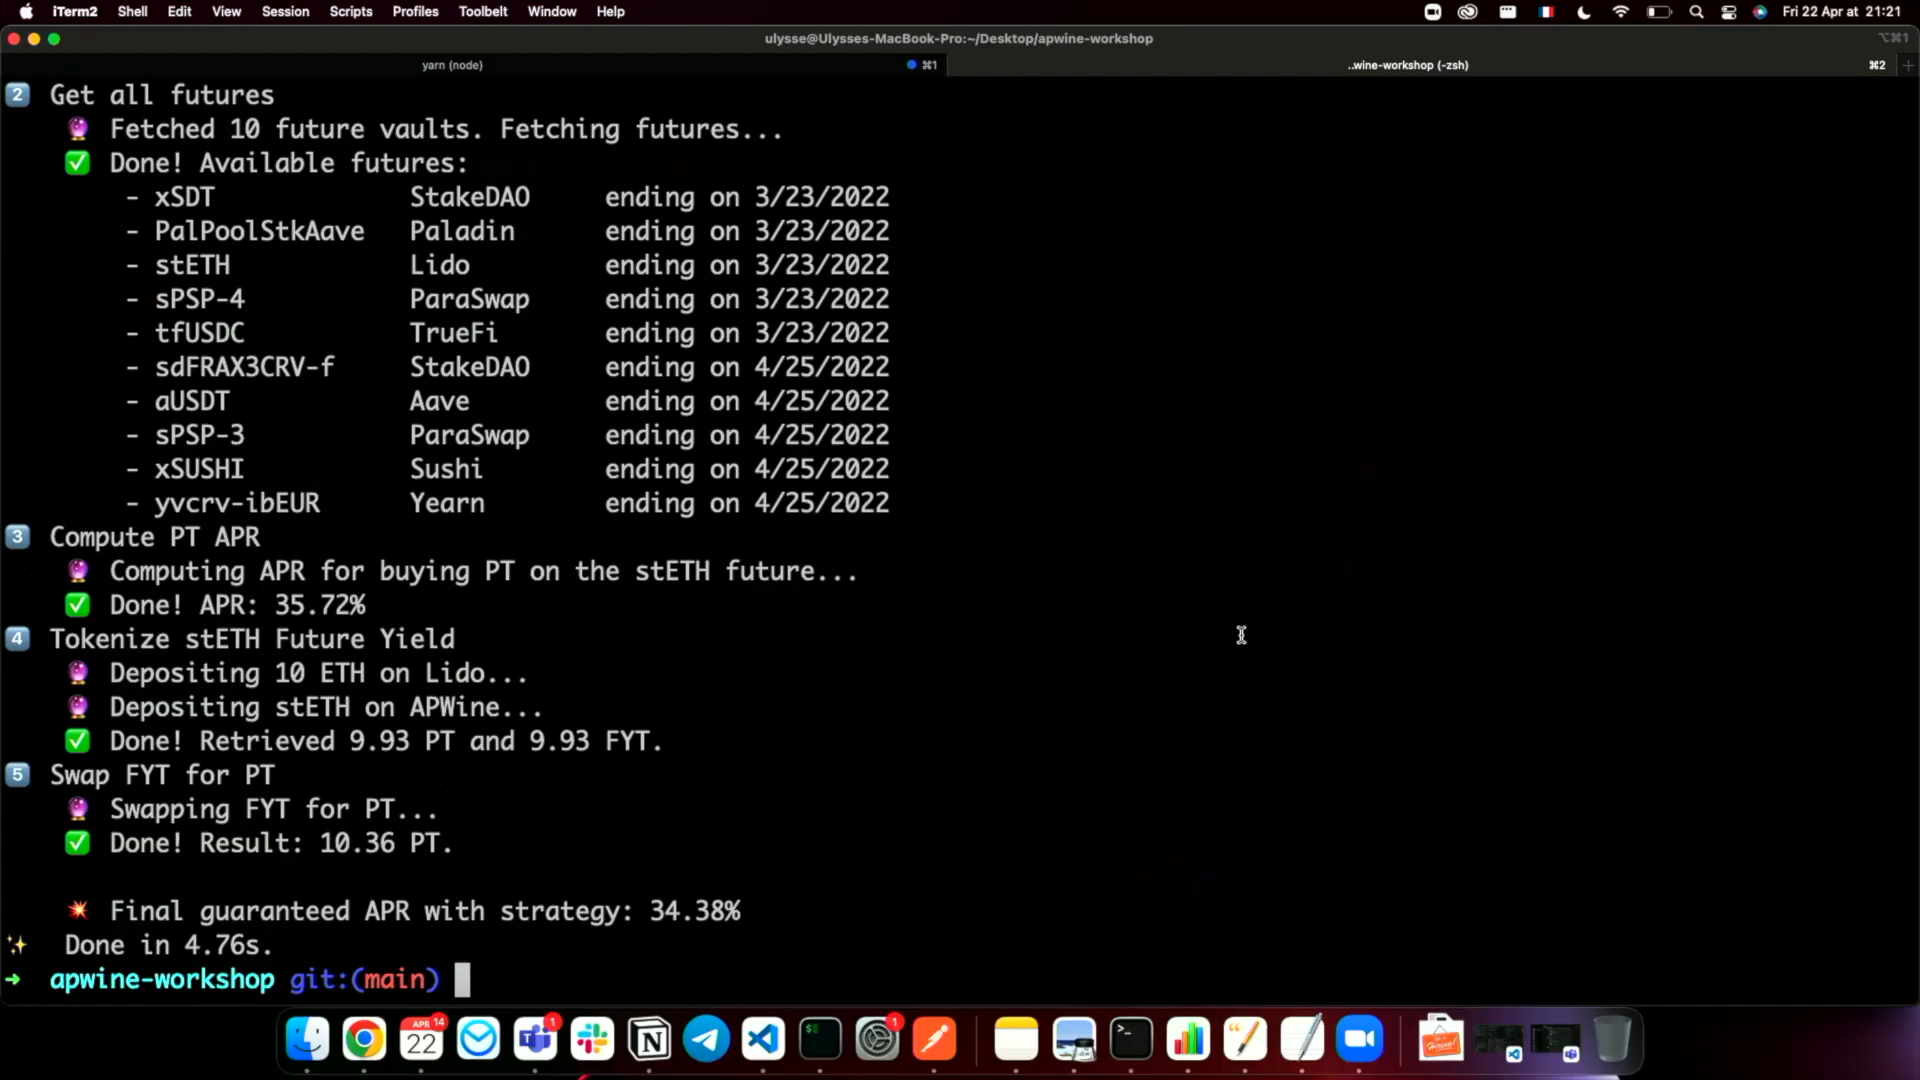 iTerm2 Shell Edit View Session Scripts Profiles Toolbelt Window Help Fri 22 Apr at 21:21
ulysse@Ulysses-MacBook-Pro:~/Desktop/apwine-workshop ⌥⌘1
yarn (node) ⌘1 ..wine-workshop (-zsh) ⌘2
2 Get all futures
Fetched 10 future vaults. Fetching futures...
Done! Available futures:
- xSDT StakeDAO ending on 3/23/2022
- PalPoolStkAave Paladin ending on 3/23/2022
- stETH Lido ending on 3/23/2022
- sPSP-4 ParaSwap ending on 3/23/2022
- tfUSDC TrueFi ending on 3/23/2022
- sdFRAX3CRV-f StakeDAO ending on 4/25/2022
- aUSDT Aave ending on 4/25/2022
- sPSP-3 ParaSwap ending on 4/25/2022
- xSUSHI Sushi ending on 4/25/2022
- yvcrv-ibEUR Yearn ending on 4/25/2022
3 Compute PT APR
Computing APR for buying PT on the stETH future...
Done! APR: 35.72%
4 Tokenize stETH Future Yield
Depositing 10 ETH on Lido...
Depositing stETH on APWine...
Done! Retrieved 9.93 PT and 9.93 FYT.
5 Swap FYT for PT
Swapping FYT for PT...
Done! Result: 10.36 PT.
Final guaranteed APR with strategy: 34.38%
Done in 4.76s.
apwine-workshop git:(main)
APR 14 1 1
22